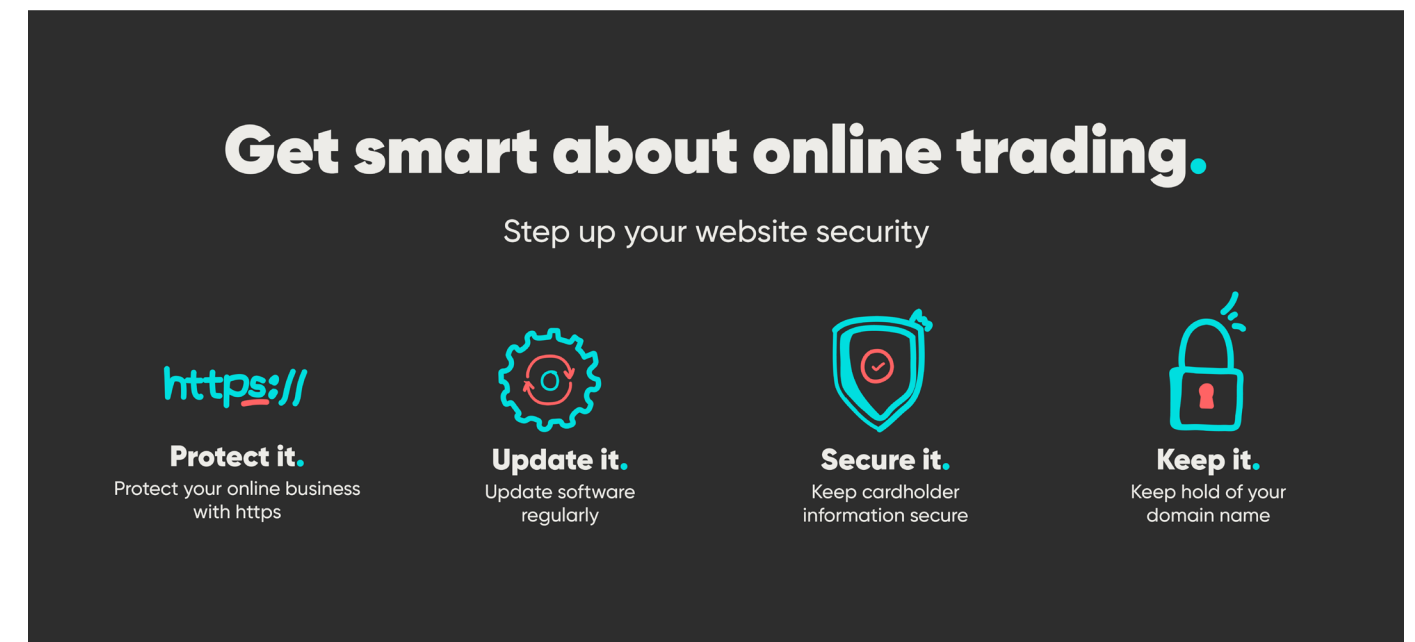 Get smart about online trading.
Step up your website security
https://
Protect it.
Protect your online business
with https
Update it.
Update software
regularly
Secure it.
Keep cardholder
information secure
Keep it.
Keep hold of your
domain name